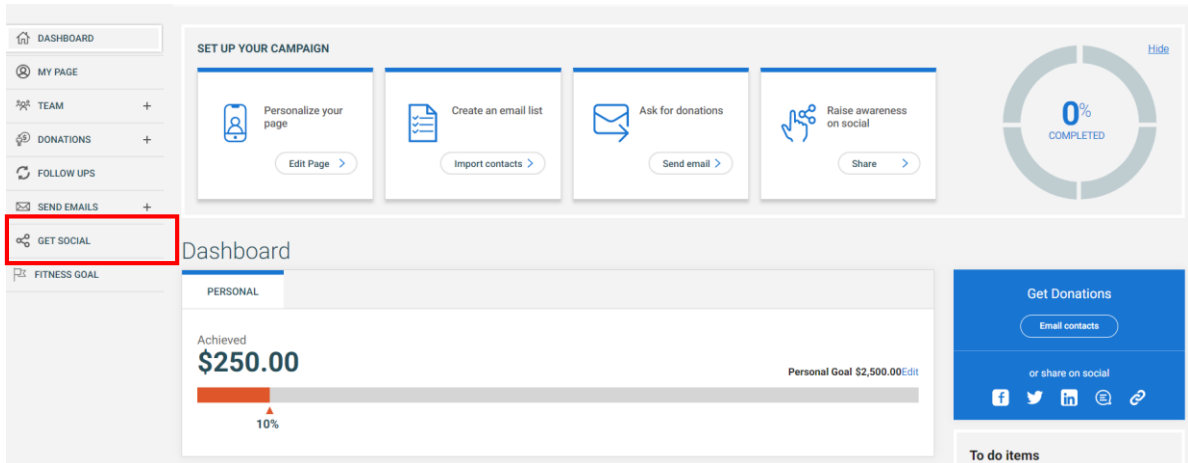 DASHBOARD
MY PAGE
TEAM +
DONATIONS +
FOLLOW UPS
SEND EMAILS +
GET SOCIAL
FITNESS GOAL
SET UP YOUR CAMPAIGN
Hide
Personalize your
page
Edit Page >
Create an email list
Import contacts >
Ask for donations
Send email >
Raise awareness
on social
Share >
0%
COMPLETED
Dashboard
PERSONAL
Achieved
$250.00
Personal Goal $2,500.00Edit
10%
Get Donations
Email contacts
or share on social
To do items